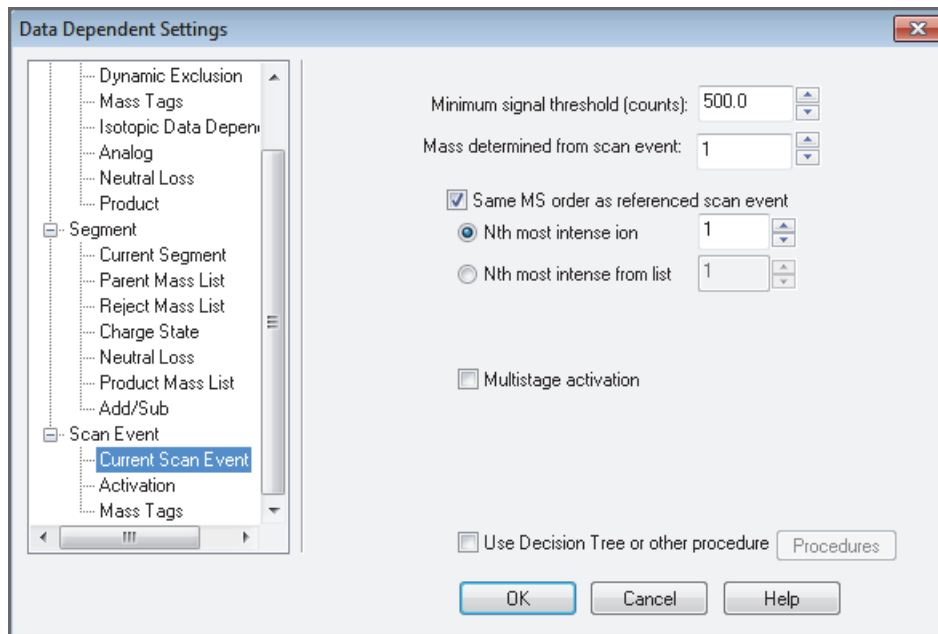 Data Dependent Settings
Dynamic Exclusion
Mass Tags
Isotopic Data Depen
Analog
Neutral Loss
Product
Segment
Current Segment
Parent Mass List
Reject Mass List
Charge State
Neutral Loss
Product Mass List
Add/Sub
Scan Event
Current Scan Event
Activation
Mass Tags
Minimum signal threshold (counts): 500.0
Mass determined from scan event: 1
Same MS order as referenced scan event
Nth most intense ion 1
Nth most intense from list 1
Multistage activation
Use Decision Tree or other procedure Procedures
OK Cancel Help